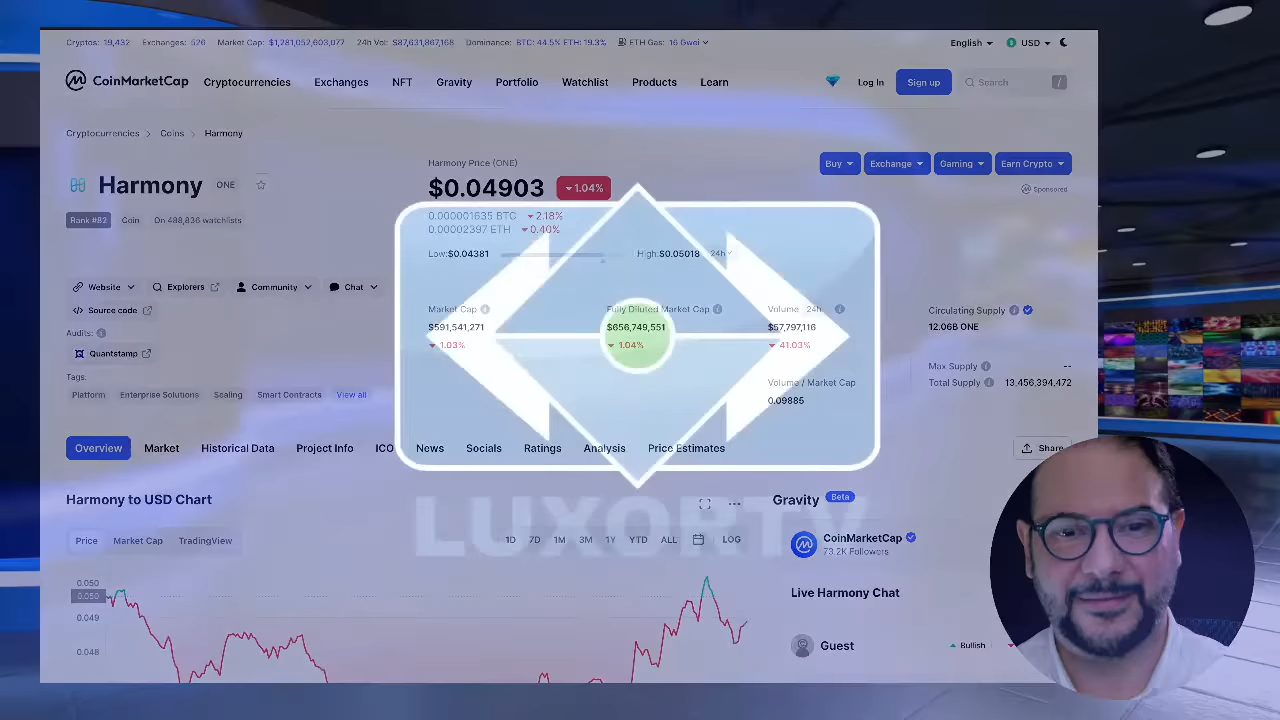 Cryptos: 19,432 Exchanges: 526 Market Cap: $1,281,052,603,077 24h Vol: $87,631,867,168 Dominance: BTC: 44.5% ETH: 19.3% ETH Gas: 16 Gwei English USD
CoinMarketCap Cryptocurrencies Exchanges NFT Gravity Portfolio Watchlist Products Learn Log In Sign up Search /
Cryptocurrencies Coins Harmony
Harmony Price (ONE)
Buy Exchange Gaming Earn Crypto
Harmony ONE $0.04903 1.04%
Sponsored
Rank #82 Coin On 488,836 watchlists
0.000001635 BTC 2.18%
0.00002397 ETH 0.40%
Low: $0.04381 High: $0.05018 24h
Website Explorers Community Chat
Source code
Audits:
Quantstamp
Tags:
Platform Enterprise Solutions Scaling Smart Contracts View all
Market Cap
$591,541,271
1.03%
Fully Diluted Market Cap
$656,749,551
1.04%
Volume 24h
$57,797,116
41.03%
Volume / Market Cap
0.09885
Circulating Supply
12.06B ONE
Max Supply --
Total Supply 13,456,394,472
Overview Market Historical Data Project Info ICO News Socials Ratings Analysis Price Estimates Share
LUXORTV
Harmony to USD Chart
Price Market Cap TradingView
1D 7D 1M 3M 1Y YTD ALL LOG
0.050
0.050
0.049
0.048
Gravity Beta
CoinMarketCap
73.2K Followers
Live Harmony Chat
Guest Bullish